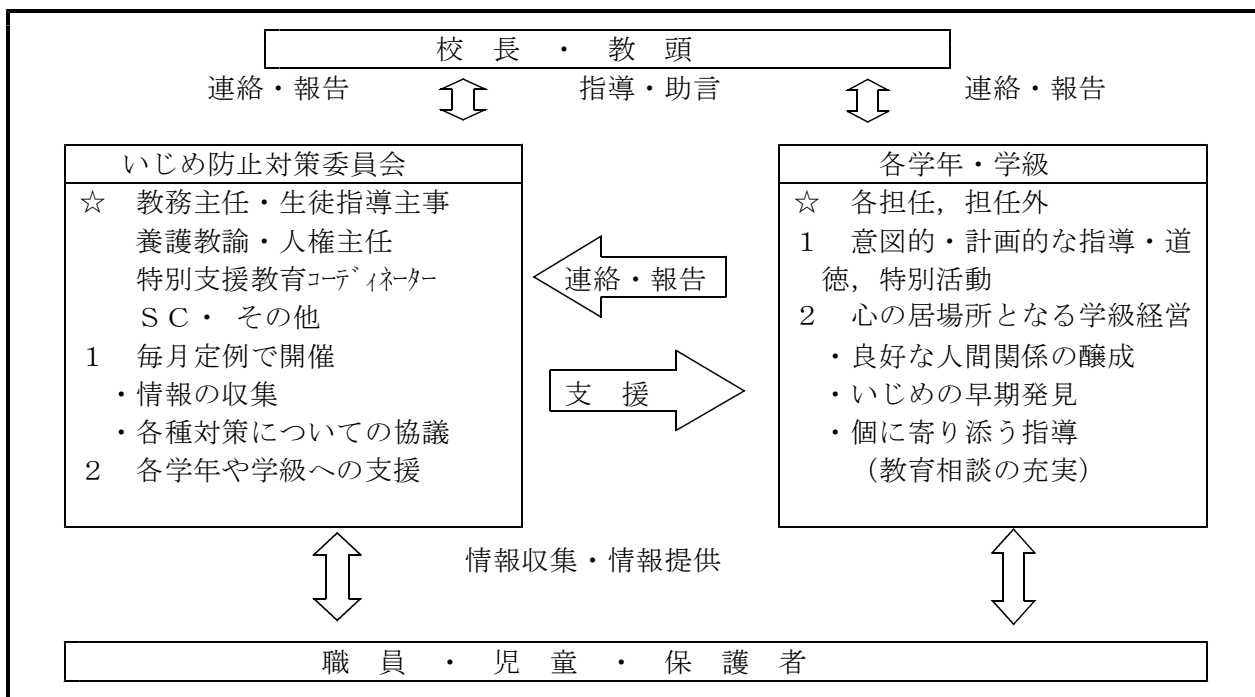 校 長 ・ 教 頭
連絡・報告 指導・助言 連絡・報告
いじめ防止対策委員会
☆ 教務主任・生徒指導主事
養護教諭・人権主任
特別支援教育ｺｰﾃﾞｨﾈｰﾀｰ
ＳＣ・ その他
１ 毎月定例で開催
・情報の収集
・各種対策についての協議
２ 各学年や学級への支援
連絡・報告
支 援
各学年・学級
☆ 各担任，担任外
１ 意図的・計画的な指導・道
徳，特別活動
２ 心の居場所となる学級経営
・良好な人間関係の醸成
・いじめの早期発見
・個に寄り添う指導
（教育相談の充実）
情報収集・情報提供
職 員 ・ 児 童 ・ 保 護 者